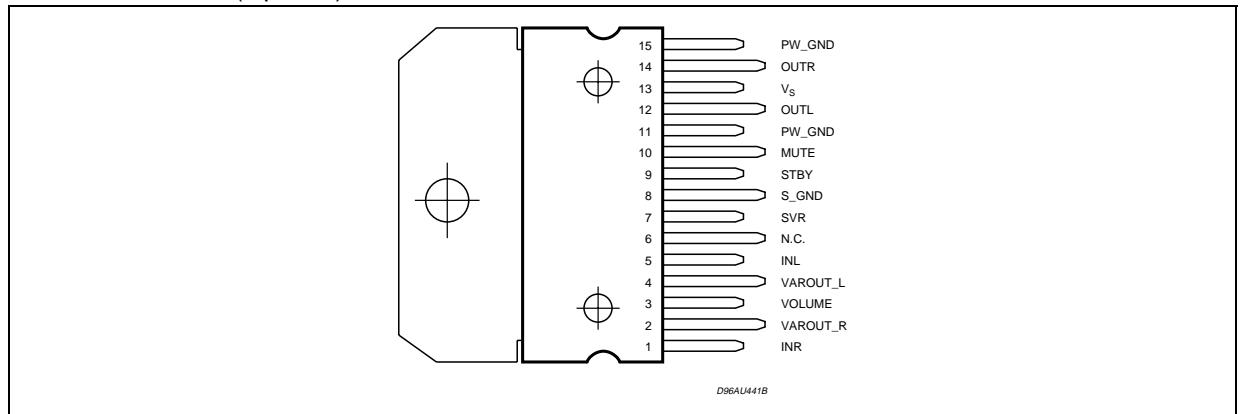 15 PW_GND
14 OUTR
13 VS
12 OUTL
11 PW_GND
10 MUTE
9 STBY
8 S_GND
7 SVR
6 N.C.
5 INL
4 VAROUT_L
3 VOLUME
2 VAROUT_R
1 INR
D96AU441B